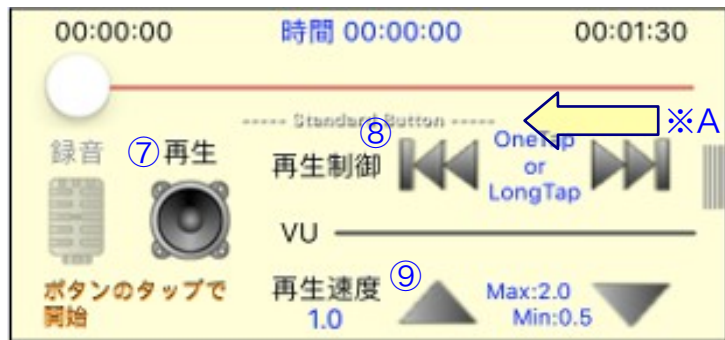 00:00:00 時間 00:00:00 00:01:30
----- Standard Button -----
※A
録音 ⑦再生
⑧
再生制御
OneTap
or
LongTap
VU
ボタンのタップで
開始
再生速度
1.0
⑨
Max:2.0
Min:0.5